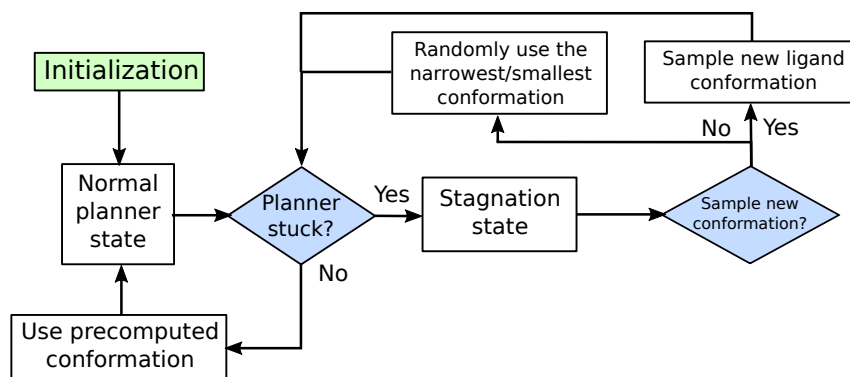 Initialization
Randomly use the
narrowest/smallest
conformation
Sample new ligand
conformation
No
Yes
Normal
planner
state
Planner
stuck?
Yes
Stagnation
state
Sample new
conformation?
No
Use precomputed
conformation